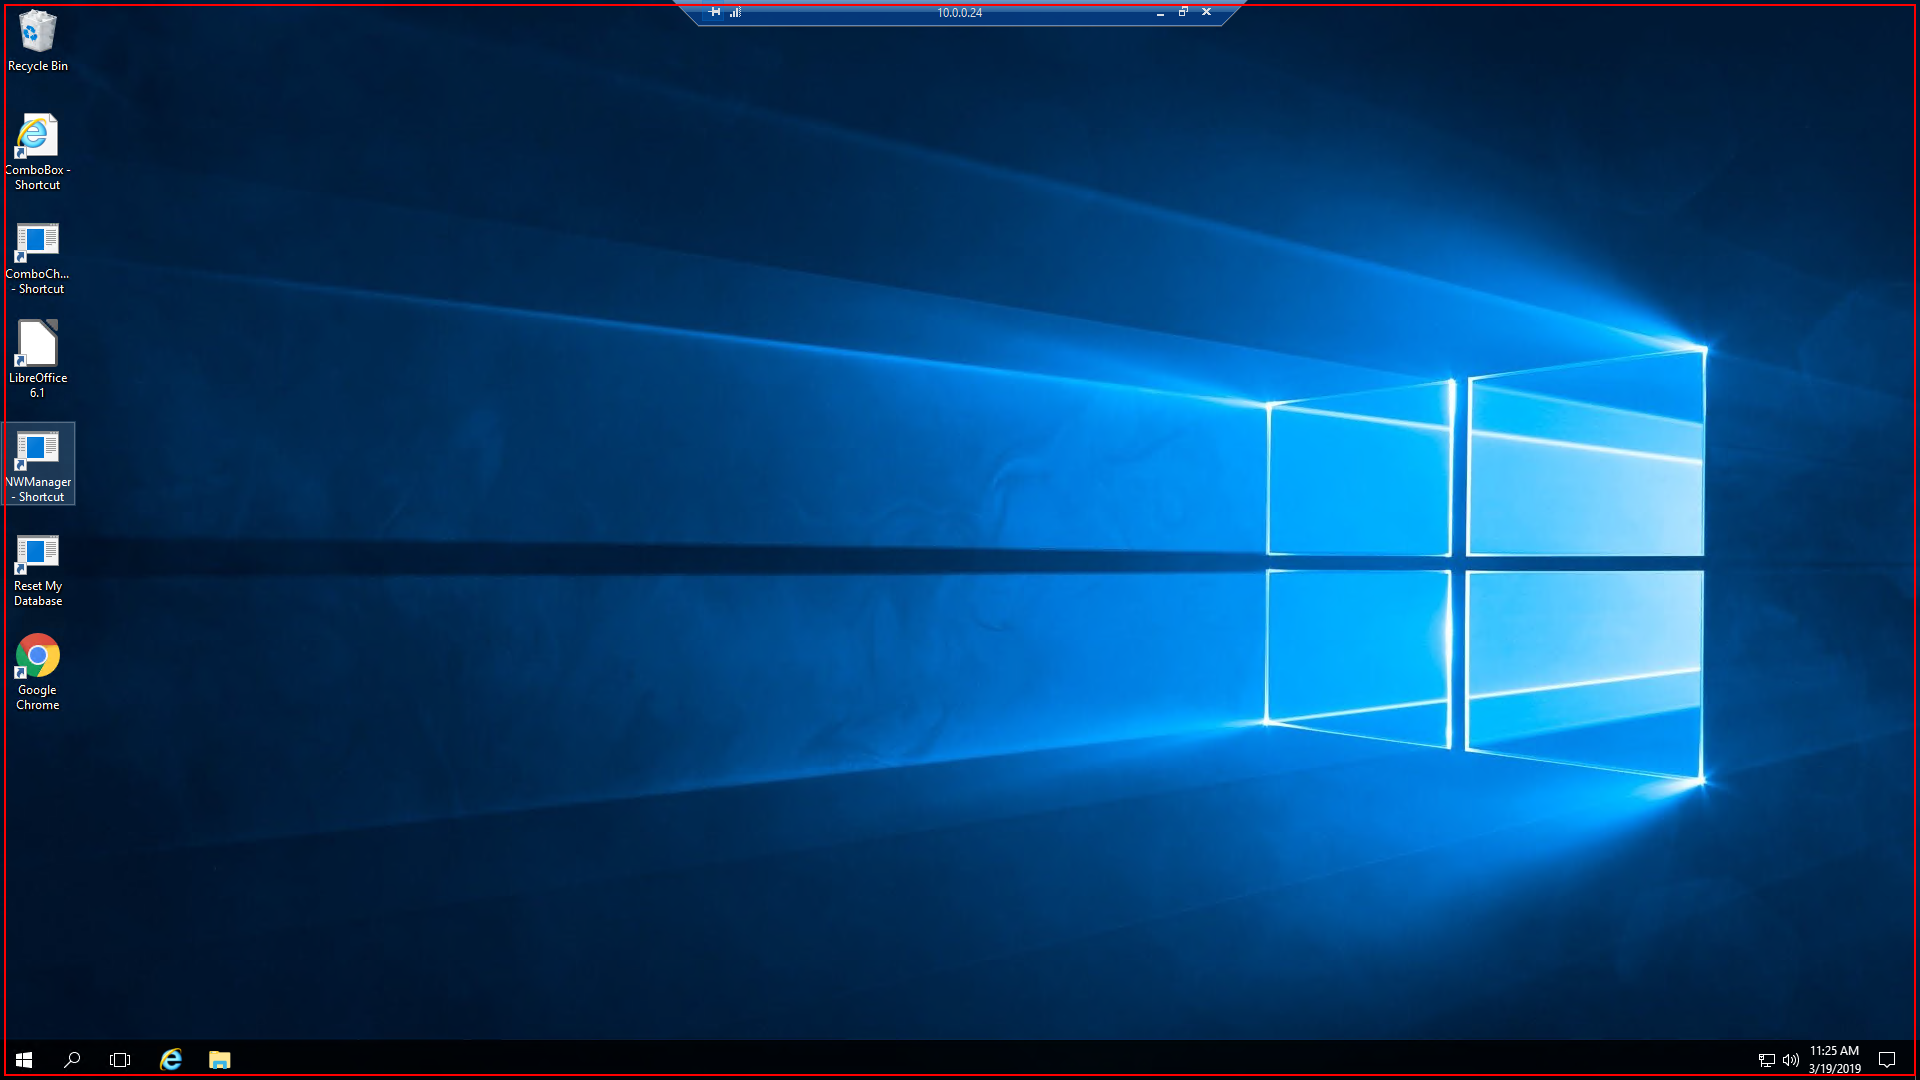 10.0.0.24
Recycle Bin
ComboBox -
Shortcut
ComboCh...
- Shortcut
LibreOffice
6.1
NWManager
- Shortcut
Reset My
Database
Google
Chrome
11:25 AM
3/19/2019